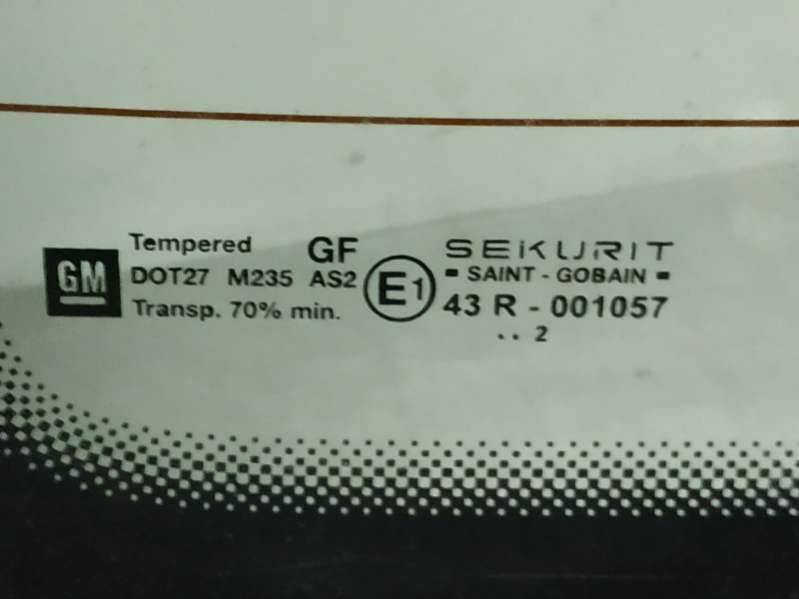 GM
Tempered GF
DOT27 M235 AS2
Transp. 70% min.
E1
SEKURIT
SAINT - GOBAIN
43 R - 001057
.. 2